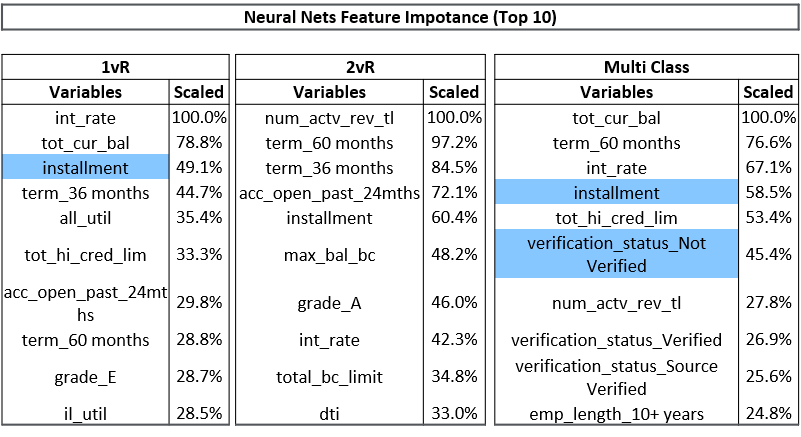 Neural Nets Feature Impotance (Top 10)
1vR
Variables Scaled
int_rate 100.0%
tot_cur_bal 78.8%
installment 49.1%
term_36 months 44.7%
all_util 35.4%
tot_hi_cred_lim 33.3%
acc_open_past_24mt
hs 29.8%
term_60 months 28.8%
grade_E 28.7%
il_util 28.5%
2vR
Variables Scaled
num_actv_rev_tl 100.0%
term_60 months 97.2%
term_36 months 84.5%
acc_open_past_24mths 72.1%
installment 60.4%
max_bal_bc 48.2%
grade_A 46.0%
int_rate 42.3%
total_bc_limit 34.8%
dti 33.0%
Multi Class
Variables Scaled
tot_cur_bal 100.0%
term_60 months 76.6%
int_rate 67.1%
installment 58.5%
tot_hi_cred_lim 53.4%
verification_status_Not
Verified 45.4%
num_actv_rev_tl 27.8%
verification_status_Verified 26.9%
verification_status_Source
Verified 25.6%
emp_length_10+ years 24.8%